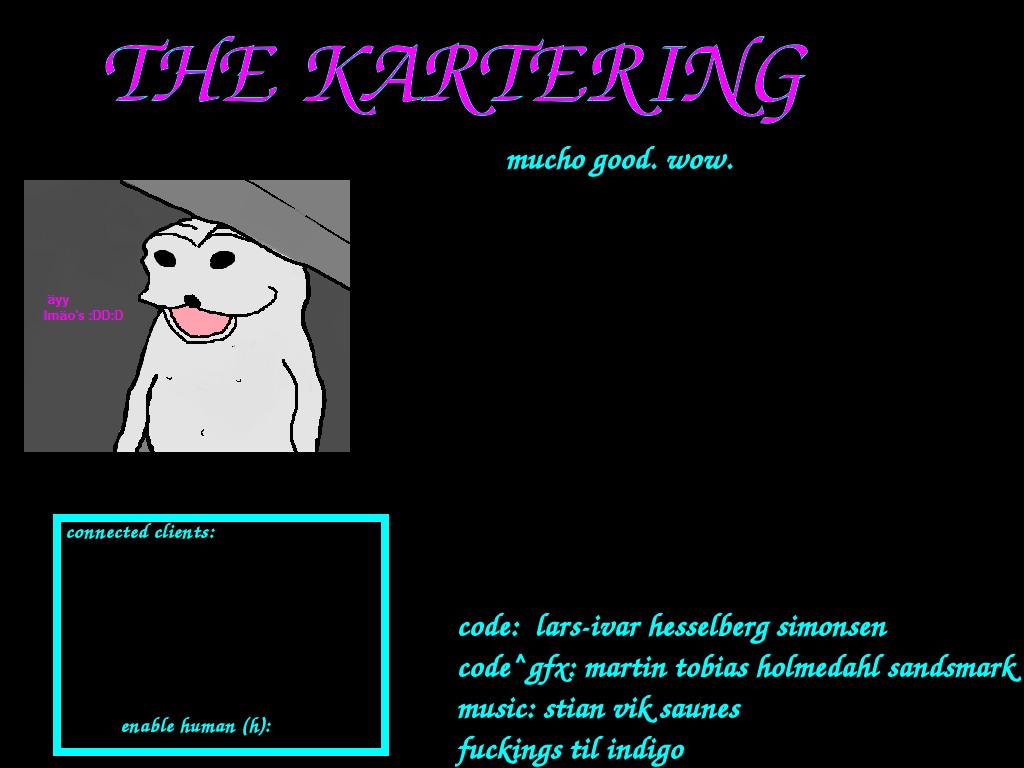 THE KARTERING
mucho good. wow.
ayy
lmao's :DD:D
connected clients:
enable human (h):
code: lars-ivar hesselberg simonsen
code^gfx: martin tobias holmedahl sandsmark
music: stian vik saunes
fuckings til indigo